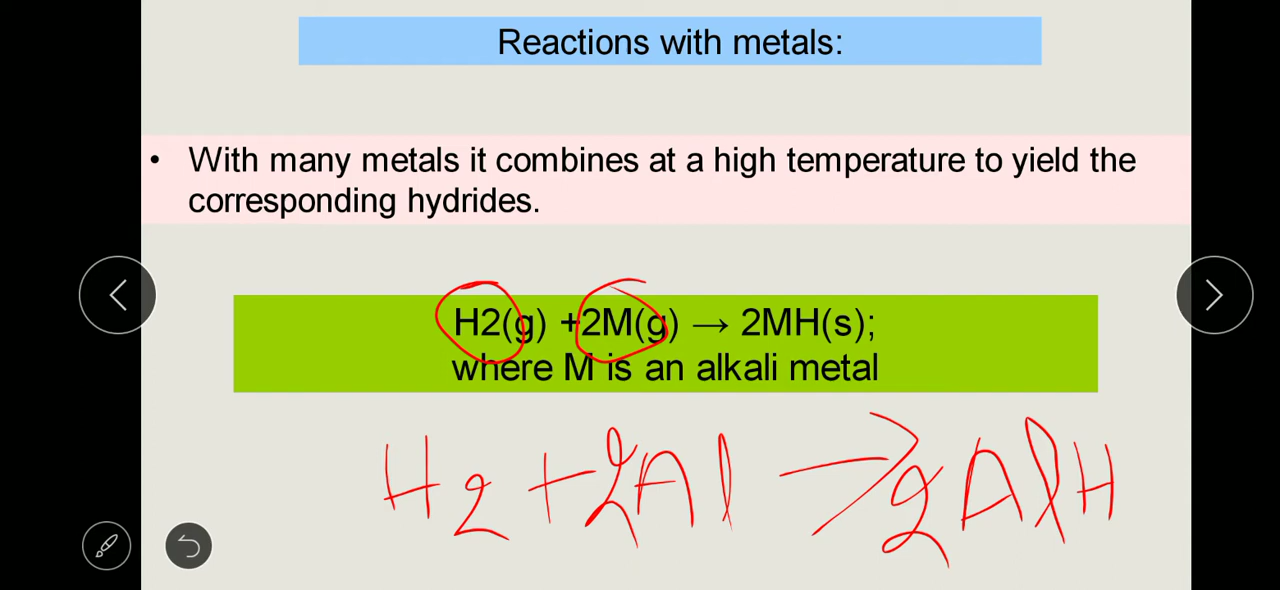 Reactions with metals:
• With many metals it combines at a high temperature to yield the
corresponding hydrides.
H2(g) +2M(g) → 2MH(s);
where M is an alkali metal
H2 + 2Al → 2AlH